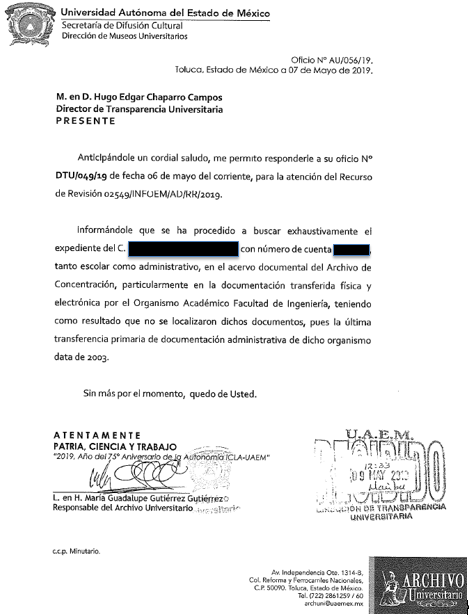 Universidad Autónoma del Estado de México
Secretaría de Difusión Cultural
Dirección de Museos Universitarios
Oficio Nº AU/056/19.
Toluca, Estado de México a 07 de Mayo de 2019.
M. en D. Hugo Edgar Chaparro Campos
Director de Transparencia Universitaria
P R E S E N T E
Anticipándole un cordial saludo, me permito responderle a su oficio Nº
DTU/049/19 de fecha 06 de mayo del corriente, para la atención del Recurso
de Revisión 02549/INFOEM/AD/RR/2019.
Informándole que se ha procedido a buscar exhaustivamente el
expediente del C. con número de cuenta ,
tanto escolar como administrativo, en el acervo documental del Archivo de
Concentración, particularmente en la documentación transferida física y
electrónica por el Organismo Académico Facultad de Ingeniería, teniendo
como resultado que no se localizaron dichos documentos, pues la última
transferencia primaria de documentación administrativa de dicho organismo
data de 2003.
Sin más por el momento, quedo de Usted.
A T E N T A M E N T E
PATRIA, CIENCIA Y TRABAJO
"2019, Año del 75° Aniversario de la Autonomía ICLA-UAEM"
L. en H. María Guadalupe Gutiérrez Gutiérrez
Responsable del Archivo Universitario
U.A.E.M.
12:33
09 MAY 2019
DIRECCIÓN DE TRANSPARENCIA
UNIVERSITARIA
c.c.p. Minutario.
Av. Independencia Ote. 1314-B,
Col. Reforma y Ferrocarriles Nacionales,
C.P. 50090. Toluca, Estado de México.
Tel. (722) 2861259 / 60
archuni@uaemex.mx
ARCHIVO
Universitario